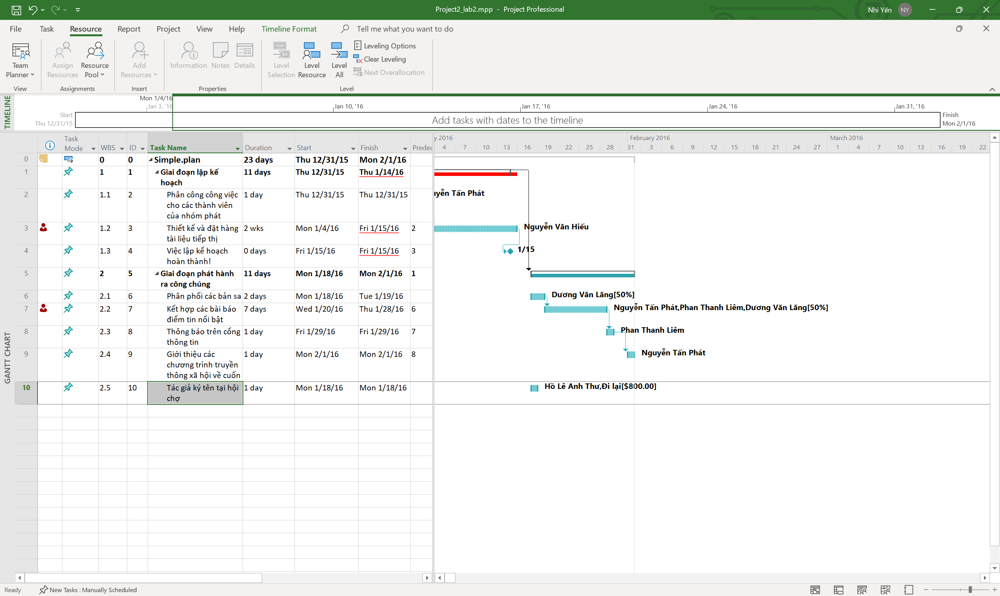 Project2_lab2.mpp - Project Professional
Nhi Yến NY
File Task Resource Report Project View Help Timeline Format Tell me what you want to do
Team Planner
Assign Resources
Resource Pool
Add Resources
Information
Notes
Details
Level Selection
Level Resource
Level All
Leveling Options
Clear Leveling
Next Overallocation
View Assignments Insert Properties Level
TIMELINE
Mon 1/4/16
Jan 3, '16 Jan 10, '16 Jan 17, '16 Jan 24, '16 Jan 31, '16
Start
Thu 12/31/15
Add tasks with dates to the timeline
Finish
Mon 2/1/16
GANTT CHART
Task Mode WBS ID Task Name Duration Start Finish Predec
y 2016 February 2016 March 2016
4 7 10 13 16 19 22 25 28 31 3 6 9 12 15 18 21 24 27 1 4 7 10 13 16 19 22
0 0 0 Simple.plan 23 days Thu 12/31/15 Mon 2/1/16
1 1 1 Giai đoạn lập kế 11 days Thu 12/31/15 Thu 1/14/16
hoạch
2 1.1 2 Phân công công việc 1 day Thu 12/31/15 Thu 12/31/15
cho các thành viên
của nhóm phát
yễn Tấn Phát
3 1.2 3 Thiết kế và đặt hàng 2 wks Mon 1/4/16 Fri 1/15/16 2
tài liệu tiếp thị
Nguyễn Văn Hiếu
4 1.3 4 Việc lập kế hoạch 0 days Fri 1/15/16 Fri 1/15/16 3
hoàn thành!
1/15
5 2 5 Giai đoạn phát hành 11 days Mon 1/18/16 Mon 2/1/16 1
ra công chúng
6 2.1 6 Phân phối các bản sa 2 days Mon 1/18/16 Tue 1/19/16
Dương Văn Lăng[50%]
7 2.2 7 Kết hợp các bài báo 7 days Wed 1/20/16 Thu 1/28/16 6
điểm tin nổi bật
Nguyễn Tấn Phát,Phan Thanh Liêm,Dương Văn Lăng[50%]
8 2.3 8 Thông báo trên cổng 1 day Fri 1/29/16 Fri 1/29/16 7
thông tin
Phan Thanh Liêm
9 2.4 9 Giới thiệu các 1 day Mon 2/1/16 Mon 2/1/16 8
chương trình truyền
thông xã hội về cuốn
Nguyễn Tấn Phát
10 2.5 10 Tác giả ký tên tại hội 1 day Mon 1/18/16 Mon 1/18/16
chợ
Hồ Lê Anh Thư,Đi lại[$800.00]
Ready New Tasks : Manually Scheduled